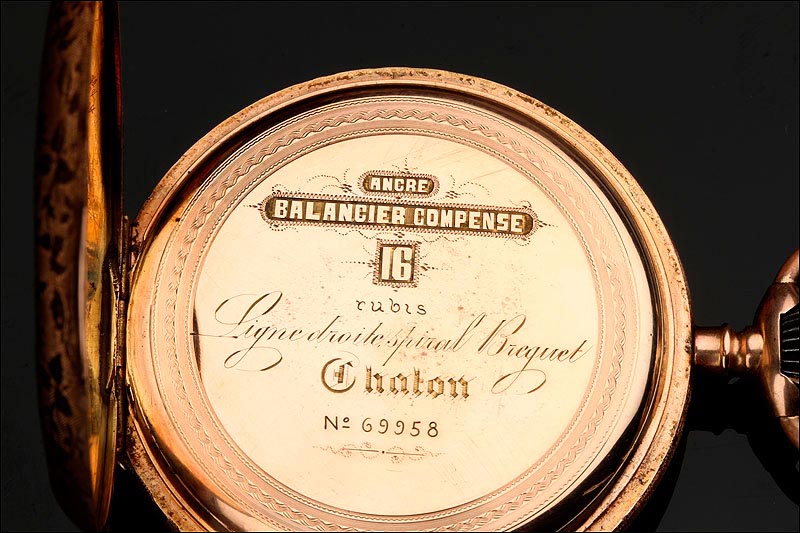 ANCRE
BALANCIER COMPENSE
16
rubis
Ligne droite, spiral Breguet
Chaton
Nº 69958